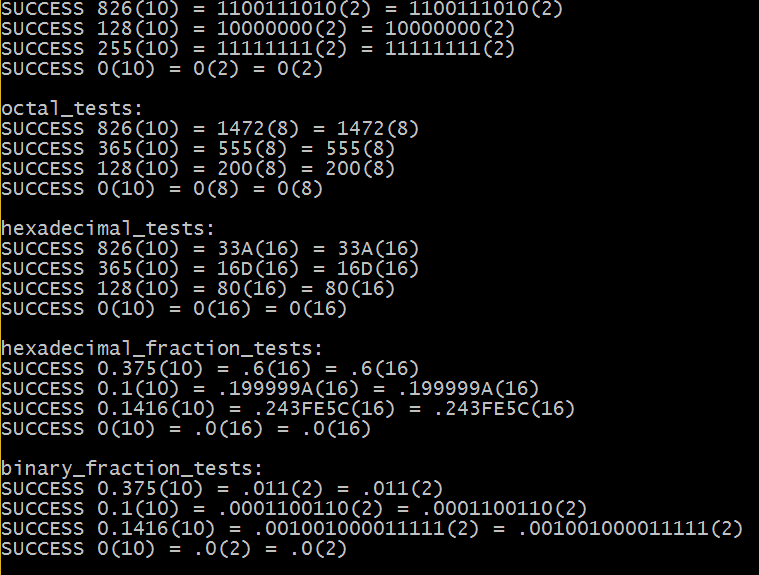 SUCCESS 826(10) = 1100111010(2) = 1100111010(2)
SUCCESS 128(10) = 10000000(2) = 10000000(2)
SUCCESS 255(10) = 11111111(2) = 11111111(2)
SUCCESS 0(10) = 0(2) = 0(2)
octal_tests:
SUCCESS 826(10) = 1472(8) = 1472(8)
SUCCESS 365(10) = 555(8) = 555(8)
SUCCESS 128(10) = 200(8) = 200(8)
SUCCESS 0(10) = 0(8) = 0(8)
hexadecimal_tests:
SUCCESS 826(10) = 33A(16) = 33A(16)
SUCCESS 365(10) = 16D(16) = 16D(16)
SUCCESS 128(10) = 80(16) = 80(16)
SUCCESS 0(10) = 0(16) = 0(16)
hexadecimal_fraction_tests:
SUCCESS 0.375(10) = .6(16) = .6(16)
SUCCESS 0.1(10) = .199999A(16) = .199999A(16)
SUCCESS 0.1416(10) = .243FE5C(16) = .243FE5C(16)
SUCCESS 0(10) = .0(16) = .0(16)
binary_fraction_tests:
SUCCESS 0.375(10) = .011(2) = .011(2)
SUCCESS 0.1(10) = .0001100110(2) = .0001100110(2)
SUCCESS 0.1416(10) = .001001000011111(2) = .001001000011111(2)
SUCCESS 0(10) = .0(2) = .0(2)